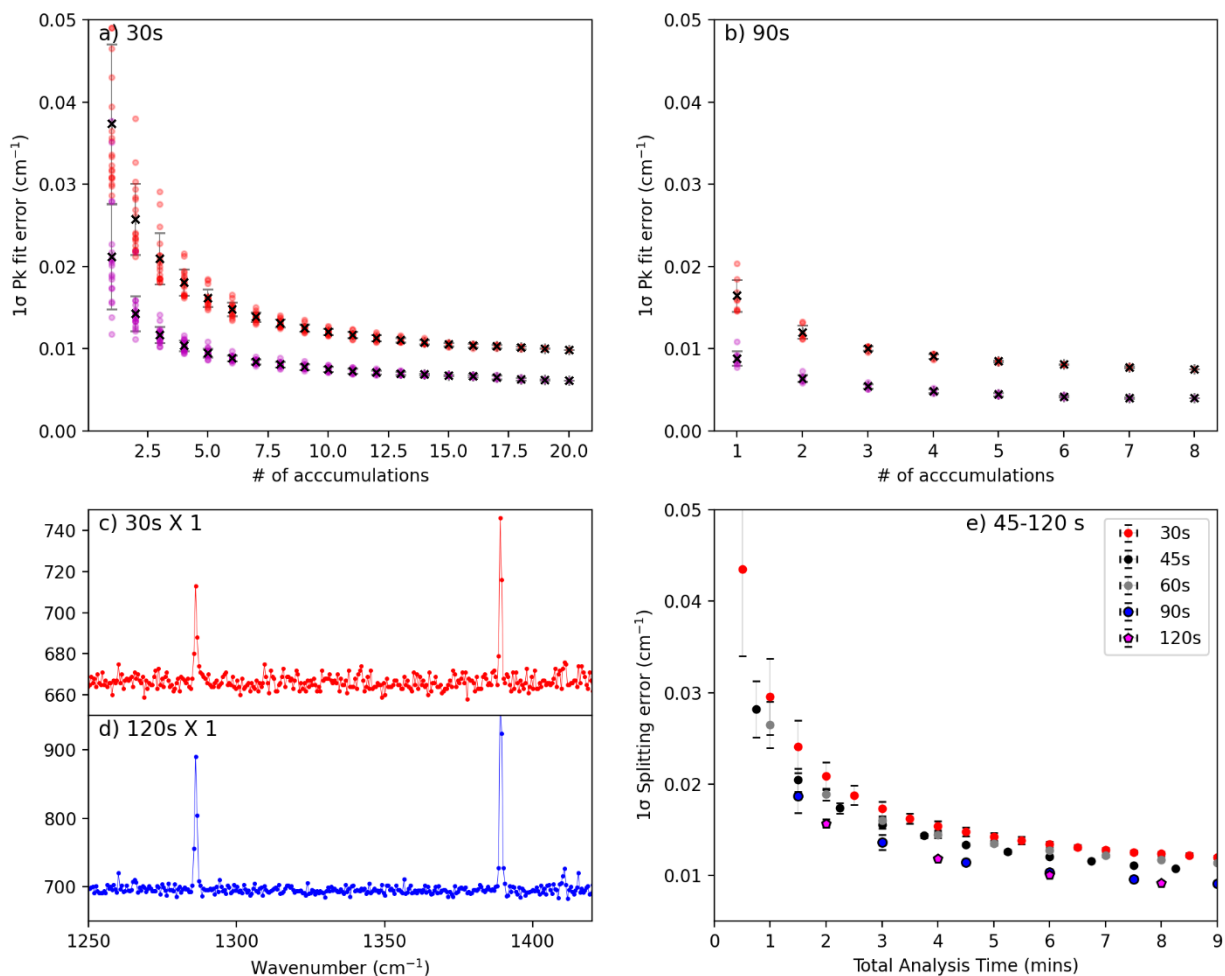 a) 30s
0.05
0.04
0.03
0.02
0.01
0.00
1σ Pk fit error (cm⁻¹)
2.5 5.0 7.5 10.0 12.5 15.0 17.5 20.0
# of acccumulations
b) 90s
0.05
0.04
0.03
0.02
0.01
0.00
1σ Pk fit error (cm⁻¹)
1 2 3 4 5 6 7 8
# of acccumulations
c) 30s X 1
740
720
700
680
660
d) 120s X 1
900
800
700
1250 1300 1350 1400
Wavenumber (cm⁻¹)
e) 45-120 s
30s
45s
60s
90s
120s
0.05
0.04
0.03
0.02
0.01
1σ Splitting error (cm⁻¹)
0 1 2 3 4 5 6 7 8 9
Total Analysis Time (mins)